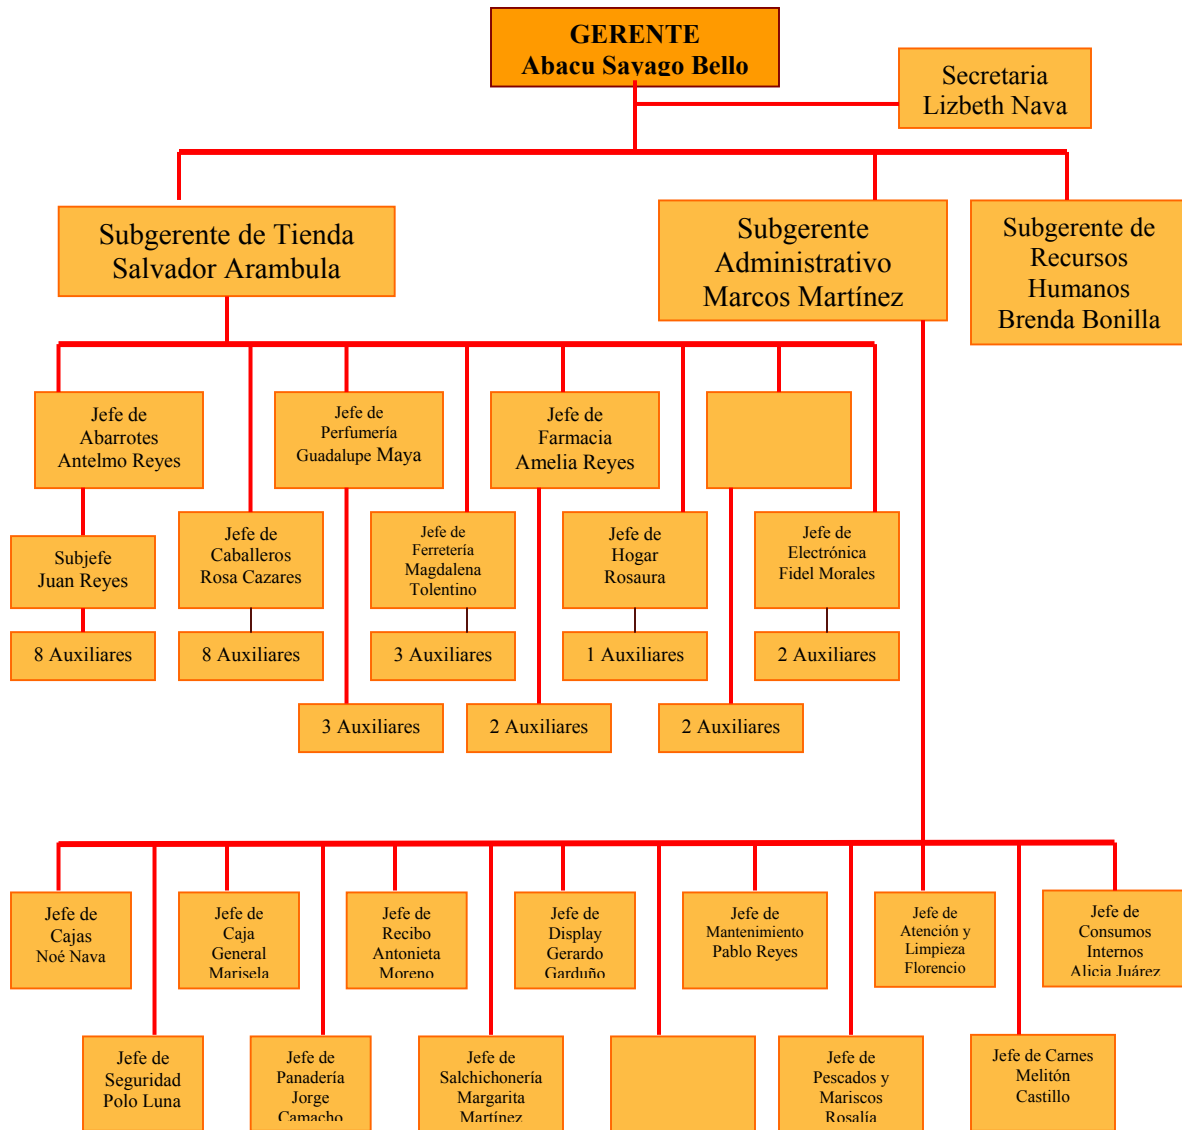 GERENTE
Abacu Sayago Bello
Secretaria
Lizbeth Nava
Subgerente de Tienda
Salvador Arambula
Subgerente
Administrativo
Marcos Martínez
Subgerente de
Recursos
Humanos
Brenda Bonilla
Jefe de
Abarrotes
Antelmo Reyes
Jefe de
Perfumería
Guadalupe Maya
Jefe de
Farmacia
Amelia Reyes
Subjefe
Juan Reyes
Jefe de
Caballeros
Rosa Cazares
Jefe de
Ferretería
Magdalena
Tolentino
Jefe de
Hogar
Rosaura
Jefe de
Electrónica
Fidel Morales
8 Auxiliares
8 Auxiliares
3 Auxiliares
1 Auxiliares
2 Auxiliares
3 Auxiliares
2 Auxiliares
2 Auxiliares
Jefe de
Cajas
Noé Nava
Jefe de
Caja
General
Marisela
Jefe de
Recibo
Antonieta
Moreno
Jefe de
Display
Gerardo
Garduño
Jefe de
Mantenimiento
Pablo Reyes
Jefe de
Atención y
Limpieza
Florencio
Jefe de
Consumos
Internos
Alicia Juárez
Jefe de
Seguridad
Polo Luna
Jefe de
Panadería
Jorge
Camacho
Jefe de
Salchichonería
Margarita
Martínez
Jefe de
Pescados y
Mariscos
Rosalía
Jefe de Carnes
Melitón
Castillo